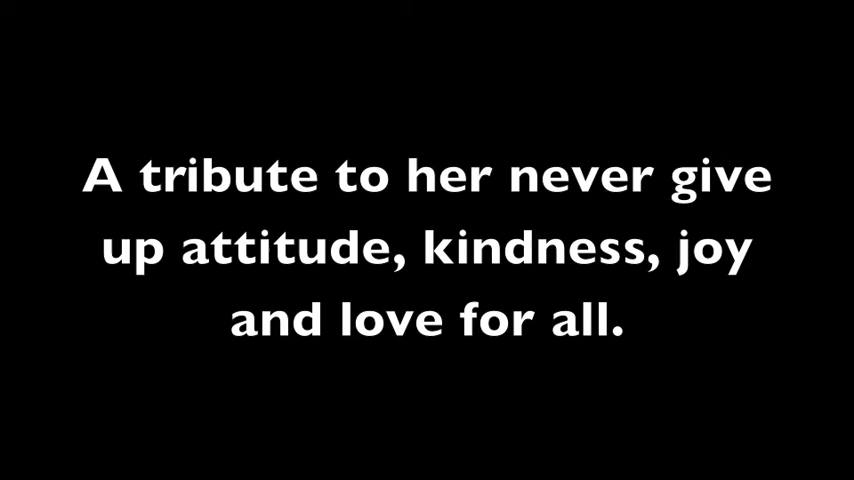 A tribute to her never give
up attitude, kindness, joy
and love for all.